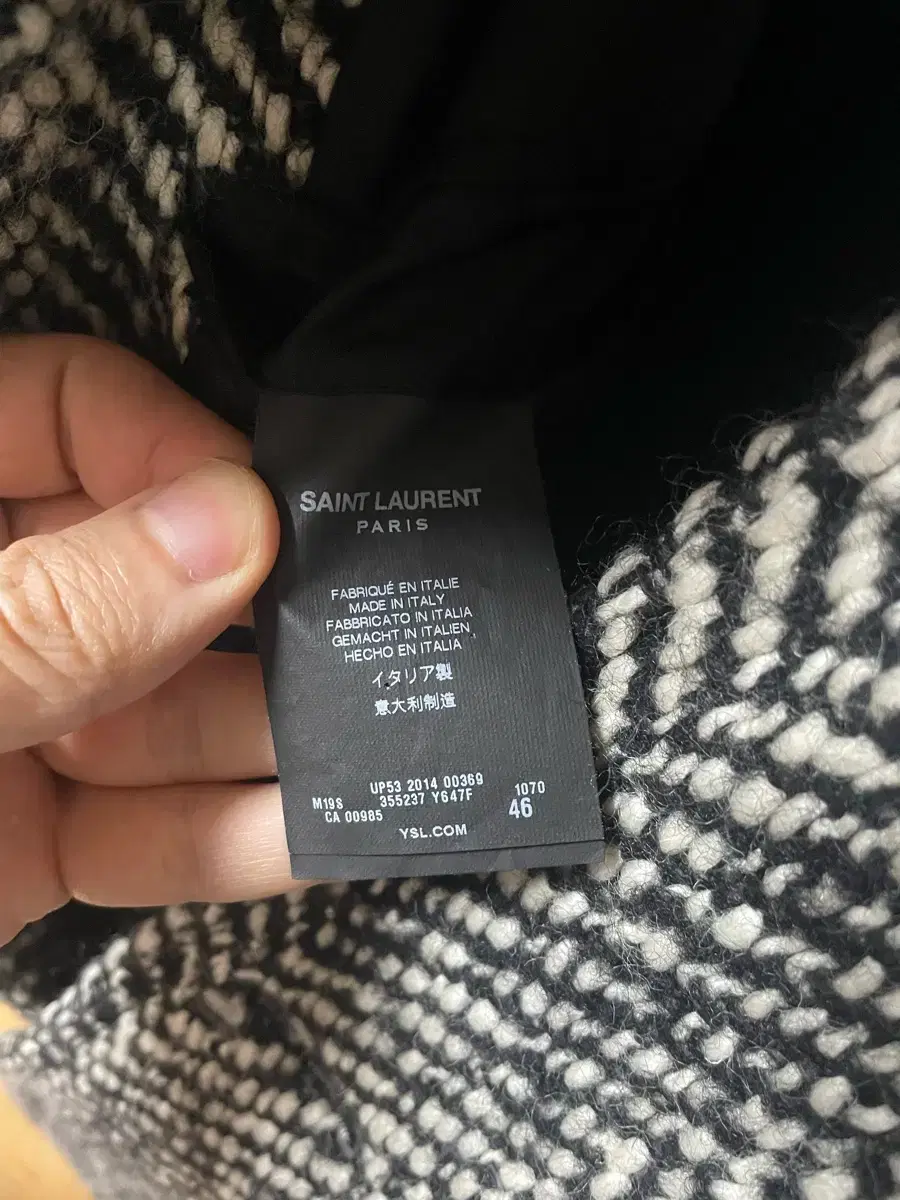 SAINT LAURENT
PARIS
FABRIQUÉ EN ITALIE
MADE IN ITALY
FABBRICATO IN ITALIA
GEMACHT IN ITALIEN
HECHO EN ITALIA
イタリア製
意大利制造
UP53 2014 00369
M19S 355237 Y647F 1070
CA 00985 46
YSL.COM